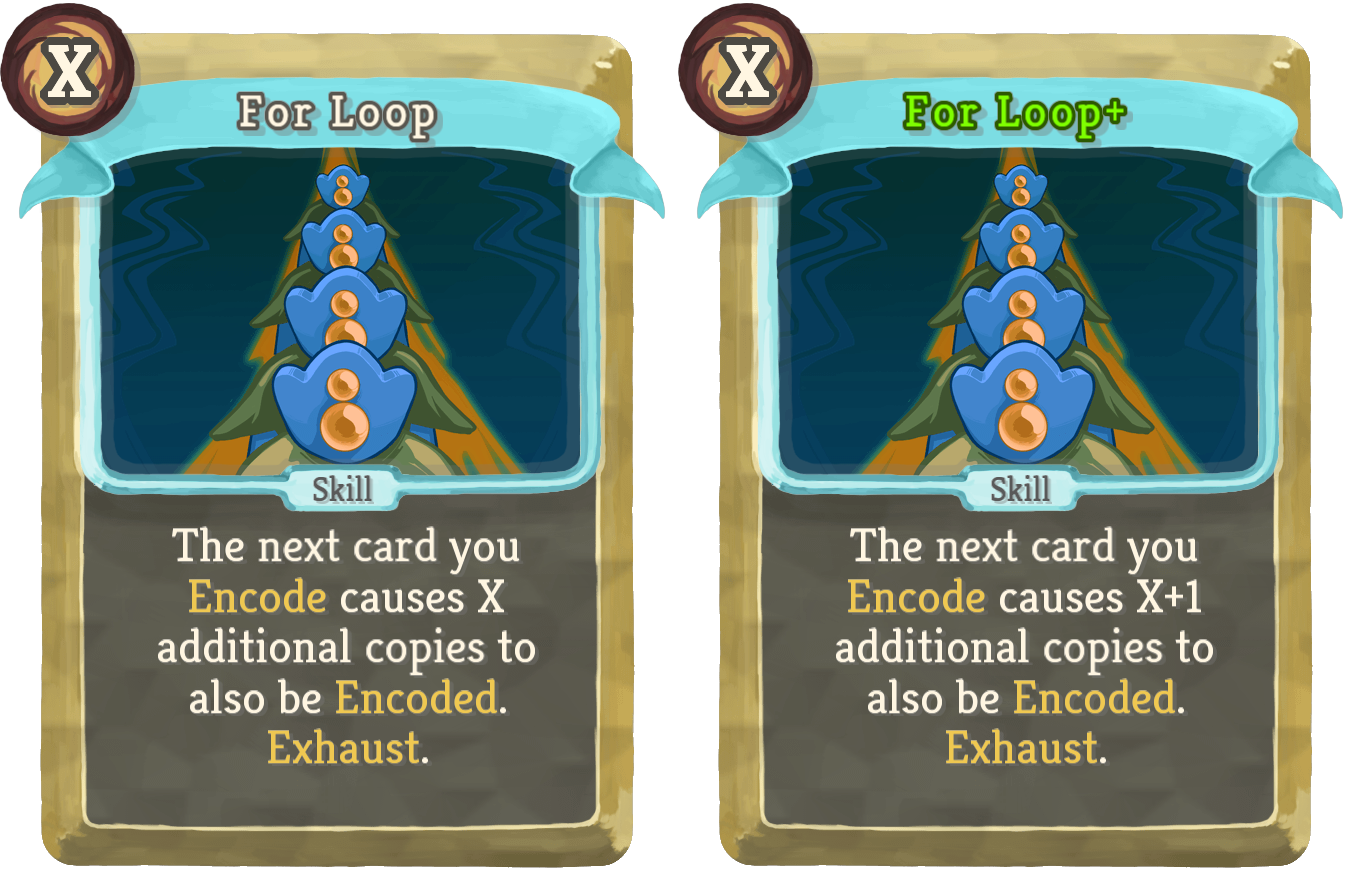 X
For Loop
Skill
The next card you
Encode causes X
additional copies to
also be Encoded.
Exhaust.
X
For Loop+
Skill
The next card you
Encode causes X+1
additional copies to
also be Encoded.
Exhaust.